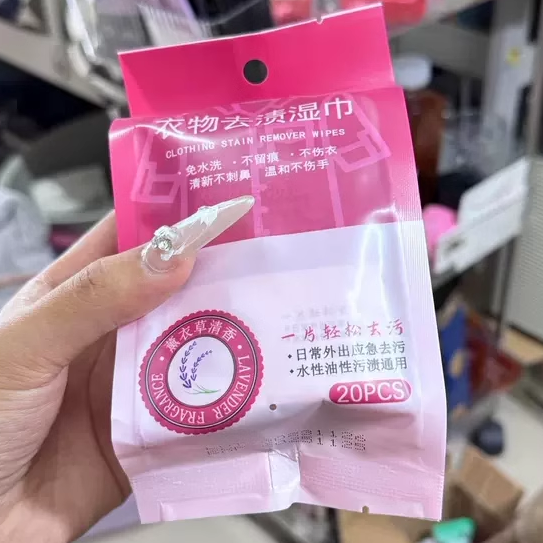 衣物去渍湿巾
CLOTHING STAIN REMOVER WIPES
·免水洗 ·不留痕 ·不伤衣
清新不刺鼻 温和不伤手
薰衣草清香
LAVENDER FRAGRANCE
一片轻松去污
·日常外出应急去污
·水性油性污渍通用
20PCS